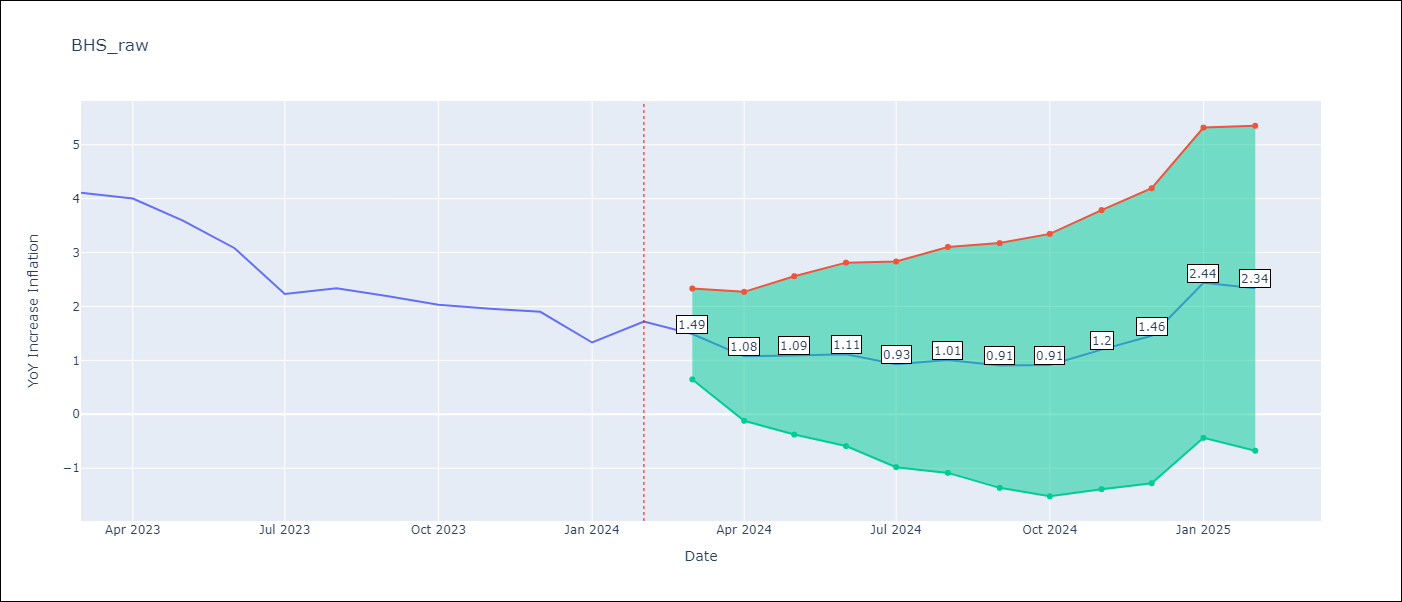 BHS_raw
YoY Increase Inflation
5
4
3
2
1
0
−1
1.49
1.08
1.09
1.11
0.93
1.01
0.91
0.91
1.2
1.46
2.44
2.34
Apr 2023
Jul 2023
Oct 2023
Jan 2024
Apr 2024
Jul 2024
Oct 2024
Jan 2025
Date